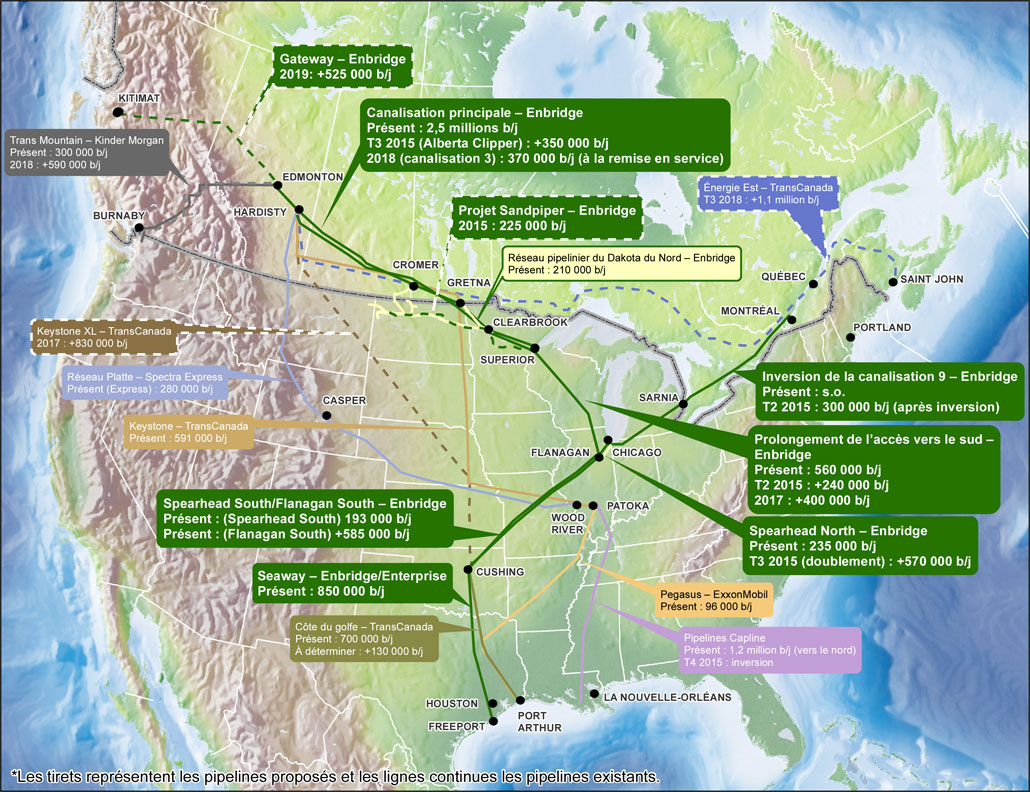 Gateway – Enbridge
2019: +525 000 b/j
KITIMAT
Canalisation principale – Enbridge
Présent : 2,5 millions b/j
T3 2015 (Alberta Clipper) : +350 000 b/j
2018 (canalisation 3) : 370 000 b/j (à la remise en service)
Trans Mountain – Kinder Morgan
Présent : 300 000 b/j
2018 : +590 000 b/j
EDMONTON
Énergie Est – TransCanada
T3 2018 : +1,1 million b/j
BURNABY
HARDISTY
Projet Sandpiper – Enbridge
2015 : 225 000 b/j
Réseau pipelinier du Dakota du Nord – Enbridge
Présent : 210 000 b/j
CROMER
GRETNA
QUÉBEC
SAINT JOHN
MONTRÉAL
PORTLAND
Keystone XL – TransCanada
2017 : +830 000 b/j
CLEARBROOK
SUPERIOR
Réseau Platte – Spectra Express
Présent (Express) : 280 000 b/j
Inversion de la canalisation 9 – Enbridge
Présent : s.o.
T2 2015 : 300 000 b/j (après inversion)
CASPER
SARNIA
Keystone – TransCanada
Présent : 591 000 b/j
Prolongement de l’accès vers le sud –
Enbridge
Présent : 560 000 b/j
T2 2015 : +240 000 b/j
2017 : +400 000 b/j
FLANAGAN
CHICAGO
Spearhead South/Flanagan South – Enbridge
Présent : (Spearhead South) 193 000 b/j
Présent : (Flanagan South) +585 000 b/j
WOOD
RIVER
PATOKA
Spearhead North – Enbridge
Présent : 235 000 b/j
T3 2015 (doublement) : +570 000 b/j
Seaway – Enbridge/Enterprise
Présent : 850 000 b/j
CUSHING
Pegasus – ExxonMobil
Présent : 96 000 b/j
Côte du golfe – TransCanada
Présent : 700 000 b/j
À déterminer : +130 000 b/j
Pipelines Capline
Présent : 1,2 million b/j (vers le nord)
T4 2015 : inversion
HOUSTON
FREEPORT
PORT
ARTHUR
LA NOUVELLE-ORLÉANS
*Les tirets représentent les pipelines proposés et les lignes continues les pipelines existants.